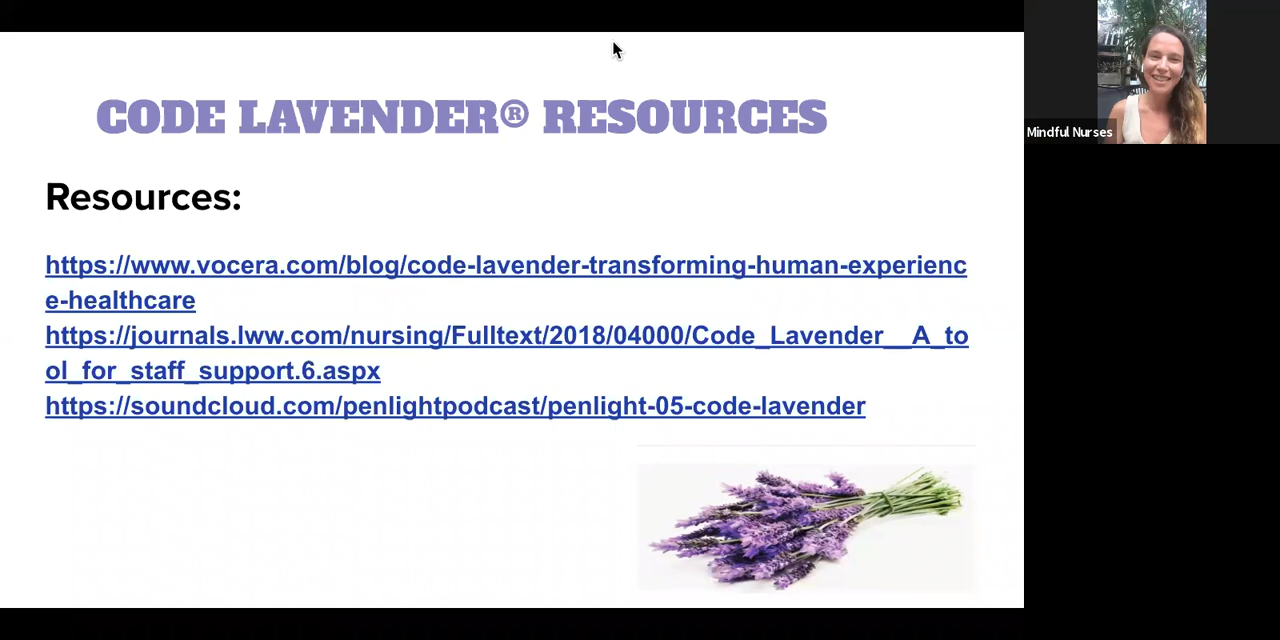 CODE LAVENDER® RESOURCES
Resources:
https://www.vocera.com/blog/code-lavender-transforming-human-experienc
e-healthcare
https://journals.lww.com/nursing/Fulltext/2018/04000/Code_Lavender__A_to
ol_for_staff_support.6.aspx
https://soundcloud.com/penlightpodcast/penlight-05-code-lavender
Mindful Nurses